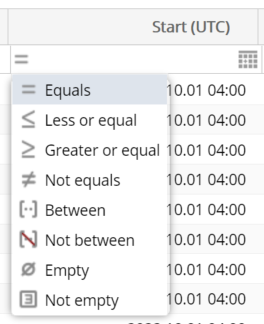 Start (UTC)
=
= Equals 10.01 04:00
≤ Less or equal 10.01 04:00
≥ Greater or equal 10.01 04:00
≠ Not equals 10.01 04:00
[··] Between 10.01 04:00
Not between 10.01 04:00
Ø Empty 10.01 04:00
Not empty 10.01 04:00